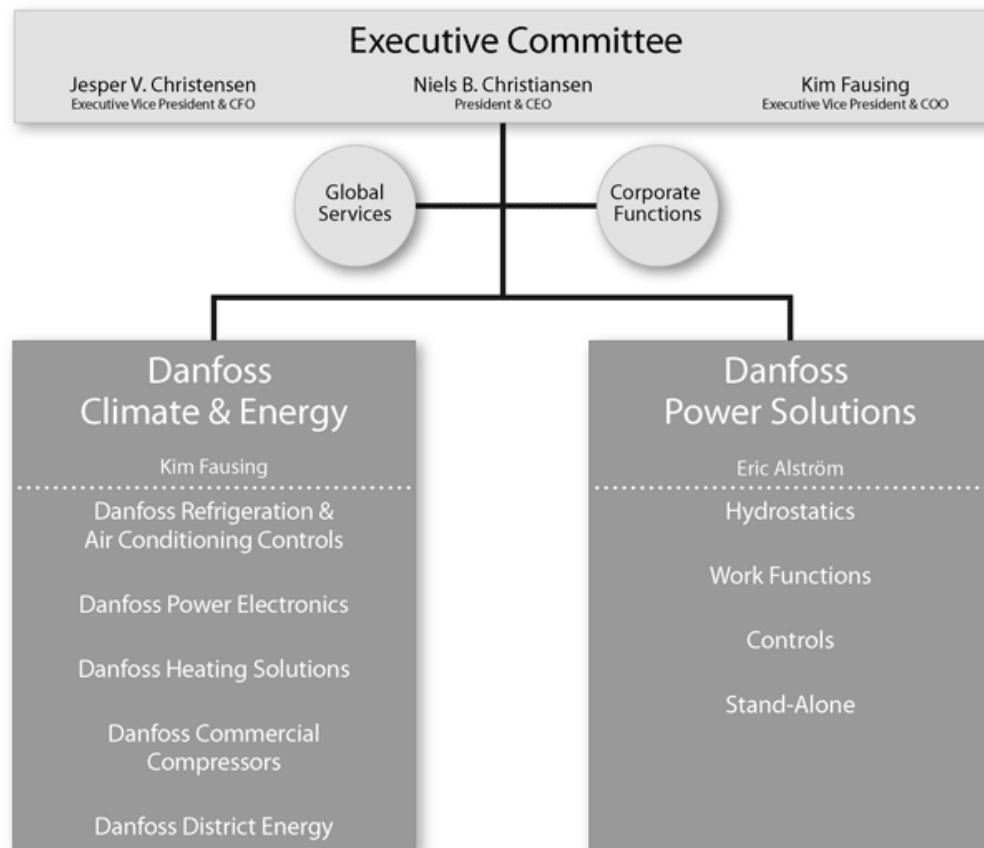 Executive Committee
Jesper V. Christensen
Executive Vice President & CFO
Niels B. Christiansen
President & CEO
Kim Fausing
Executive Vice President & COO
Global
Services
Corporate
Functions
Danfoss
Climate & Energy
Kim Fausing
Danfoss Refrigeration &
Air Conditioning Controls
Danfoss Power Electronics
Danfoss Heating Solutions
Danfoss Commercial
Compressors
Danfoss District Energy
Danfoss
Power Solutions
Eric Alström
Hydrostatics
Work Functions
Controls
Stand-Alone